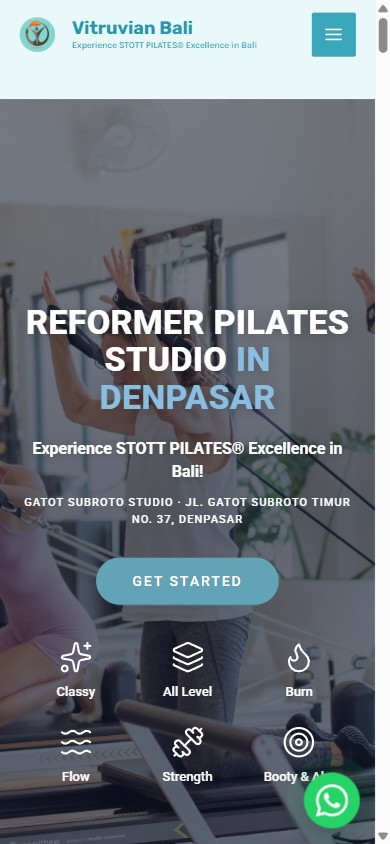 Vitruvian Bali
Experience STOTT PILATES® Excellence in Bali
REFORMER PILATES
STUDIO IN
DENPASAR
Experience STOTT PILATES® Excellence in
Bali!
GATOT SUBROTO STUDIO · JL. GATOT SUBROTO TIMUR
NO. 37, DENPASAR
GET STARTED
Classy All Level Burn
Flow Strength Booty &